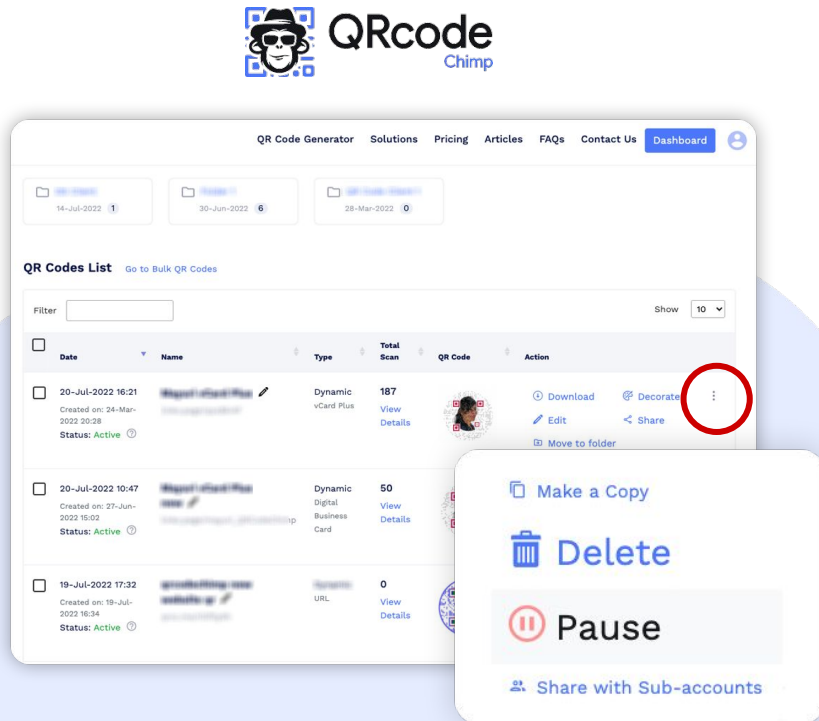 QRcode
Chimp
QR Code Generator Solutions Pricing Articles FAQs Contact Us Dashboard
14-Jul-2022 1
30-Jun-2022 6
28-Mar-2022 0
QR Codes List Go to Bulk QR Codes
Filter Show 10
Date Name Type Total Scan QR Code Action
20-Jul-2022 16:21 Dynamic 187 Download Decorate
Created on: 24-Mar- vCard Plus View
2022 20:28 Details Edit Share
Status: Active
Move to folder
20-Jul-2022 10:47 Dynamic 50
Created on: 27-Jun- Digital View
2022 15:02 Business Details
Status: Active Card
19-Jul-2022 17:32 0
Created on: 19-Jul- URL View
2022 16:34 Details
Status: Active
Make a Copy
Delete
Pause
Share with Sub-accounts